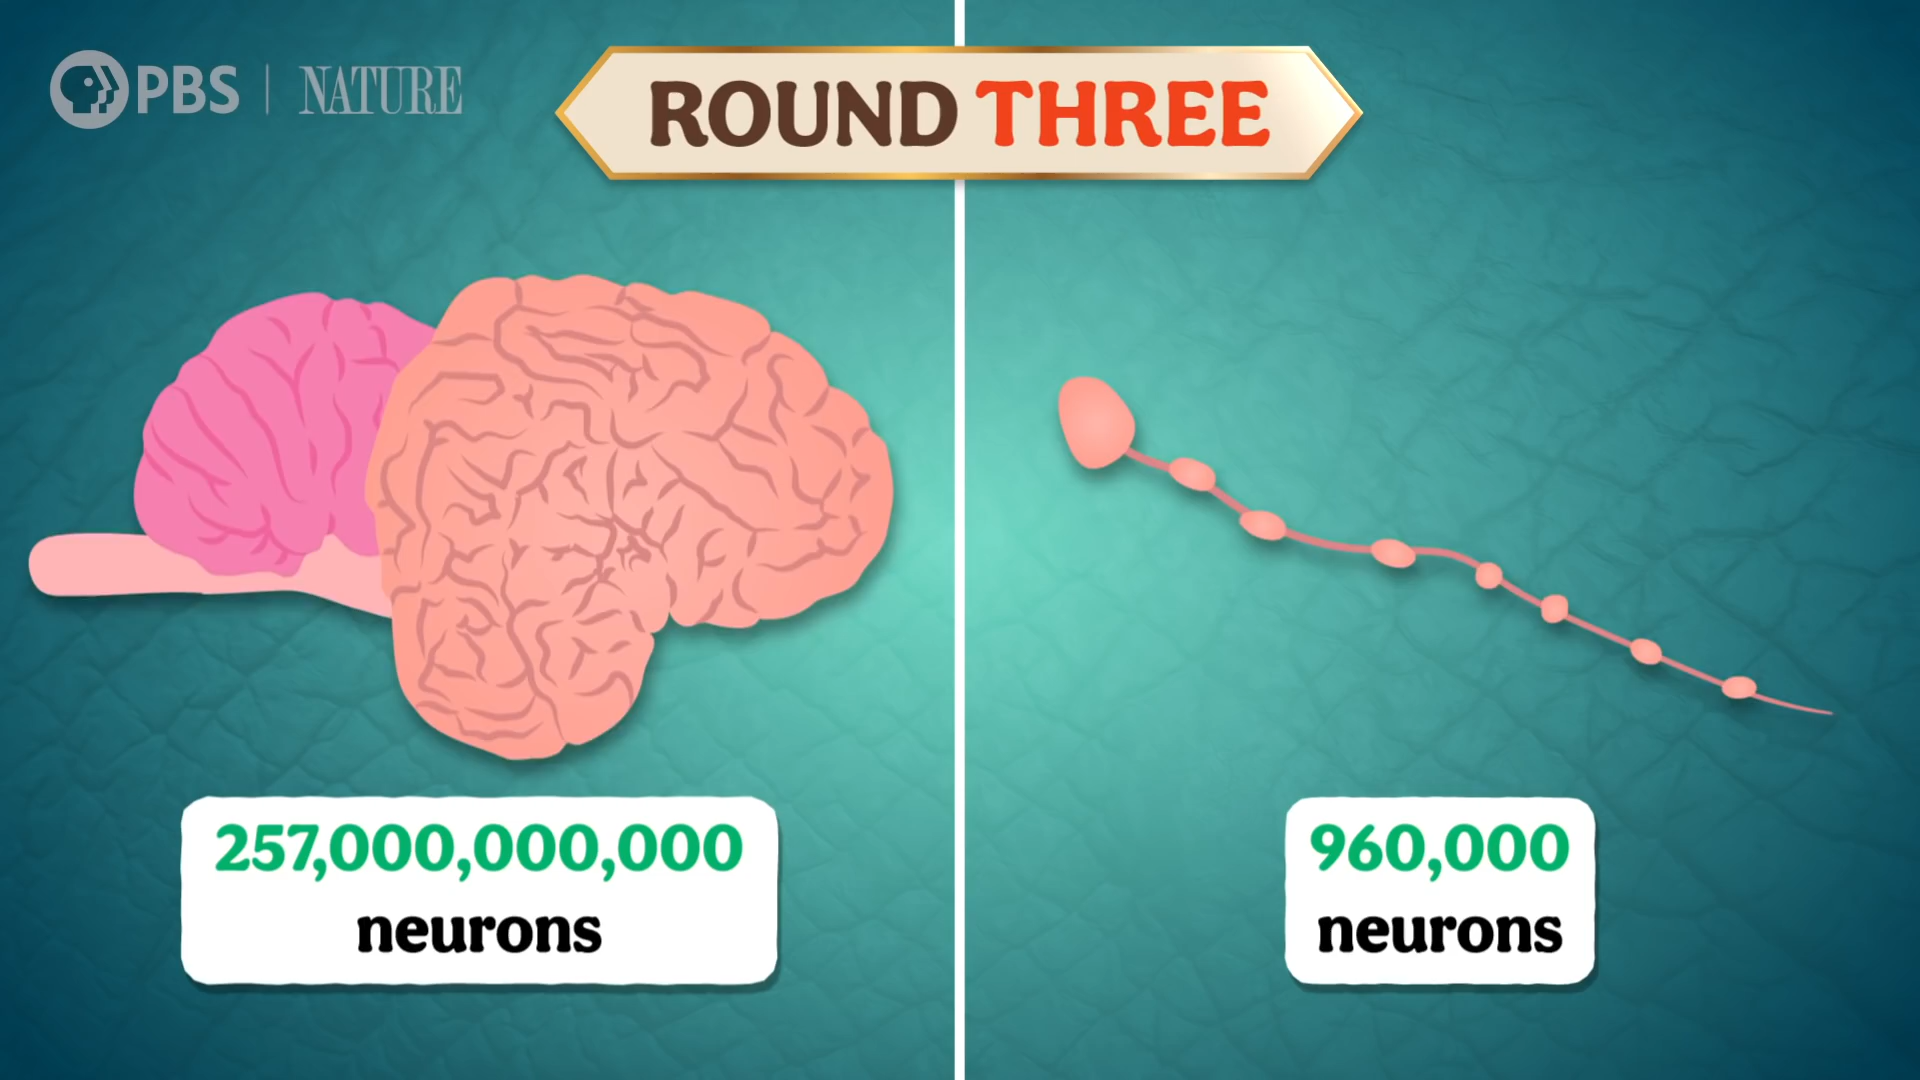 PBS | NATURE
ROUND THREE
257,000,000,000
neurons
960,000
neurons